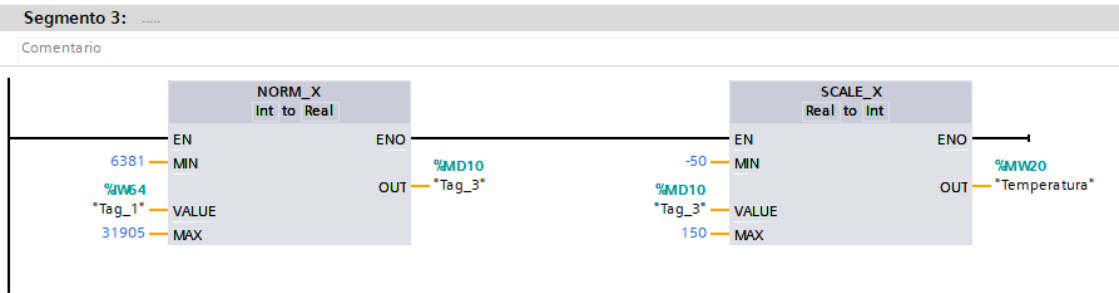 Segmento 3: .....
Comentario
NORM_X
Int to Real
EN ENO
6381 MIN
%MD10
OUT "Tag_3"
%IW64
"Tag_1" VALUE
31905 MAX
SCALE_X
Real to Int
EN ENO
-50 MIN
%MW20
OUT "Temperatura"
%MD10
"Tag_3" VALUE
150 MAX